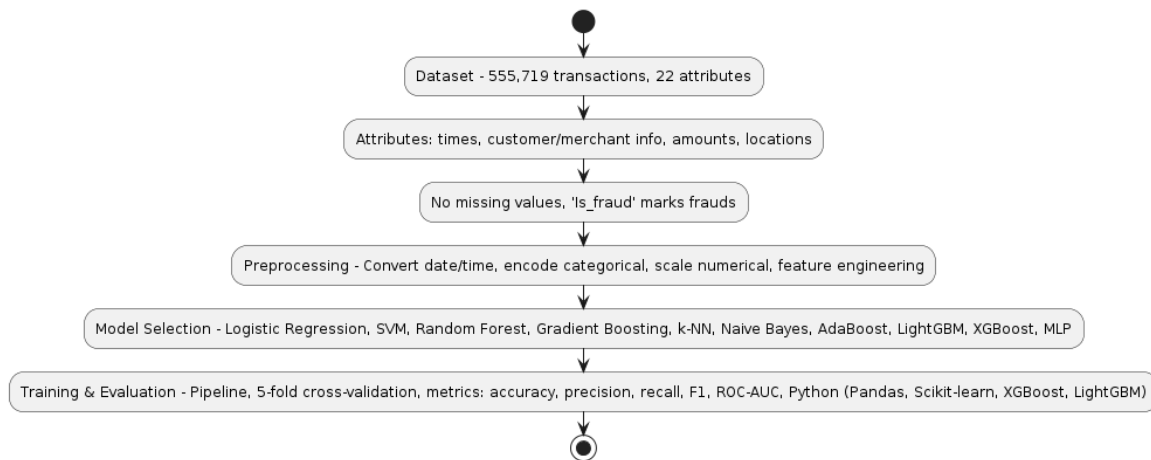 Dataset - 555,719 transactions, 22 attributes
Attributes: times, customer/merchant info, amounts, locations
No missing values, 'Is_fraud' marks frauds
Preprocessing - Convert date/time, encode categorical, scale numerical, feature engineering
Model Selection - Logistic Regression, SVM, Random Forest, Gradient Boosting, k-NN, Naive Bayes, AdaBoost, LightGBM, XGBoost, MLP
Training & Evaluation - Pipeline, 5-fold cross-validation, metrics: accuracy, precision, recall, F1, ROC-AUC, Python (Pandas, Scikit-learn, XGBoost, LightGBM)